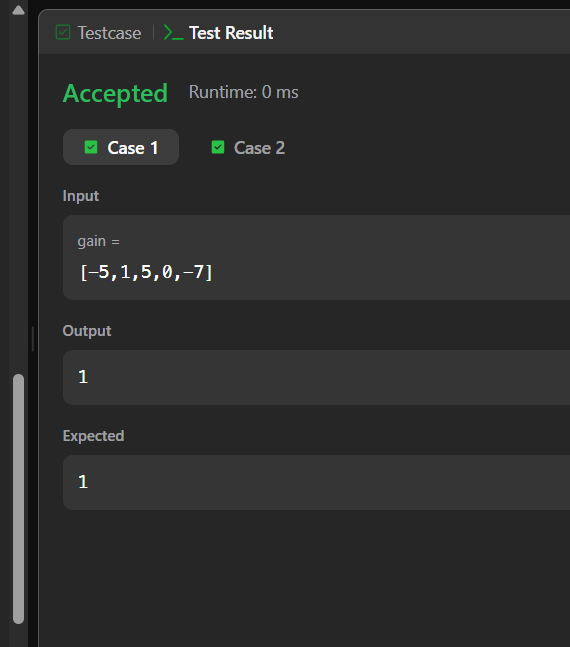 Testcase
Test Result
Accepted Runtime: 0 ms
Case 1 Case 2
Input
gain =
[-5,1,5,0,-7]
Output
1
Expected
1